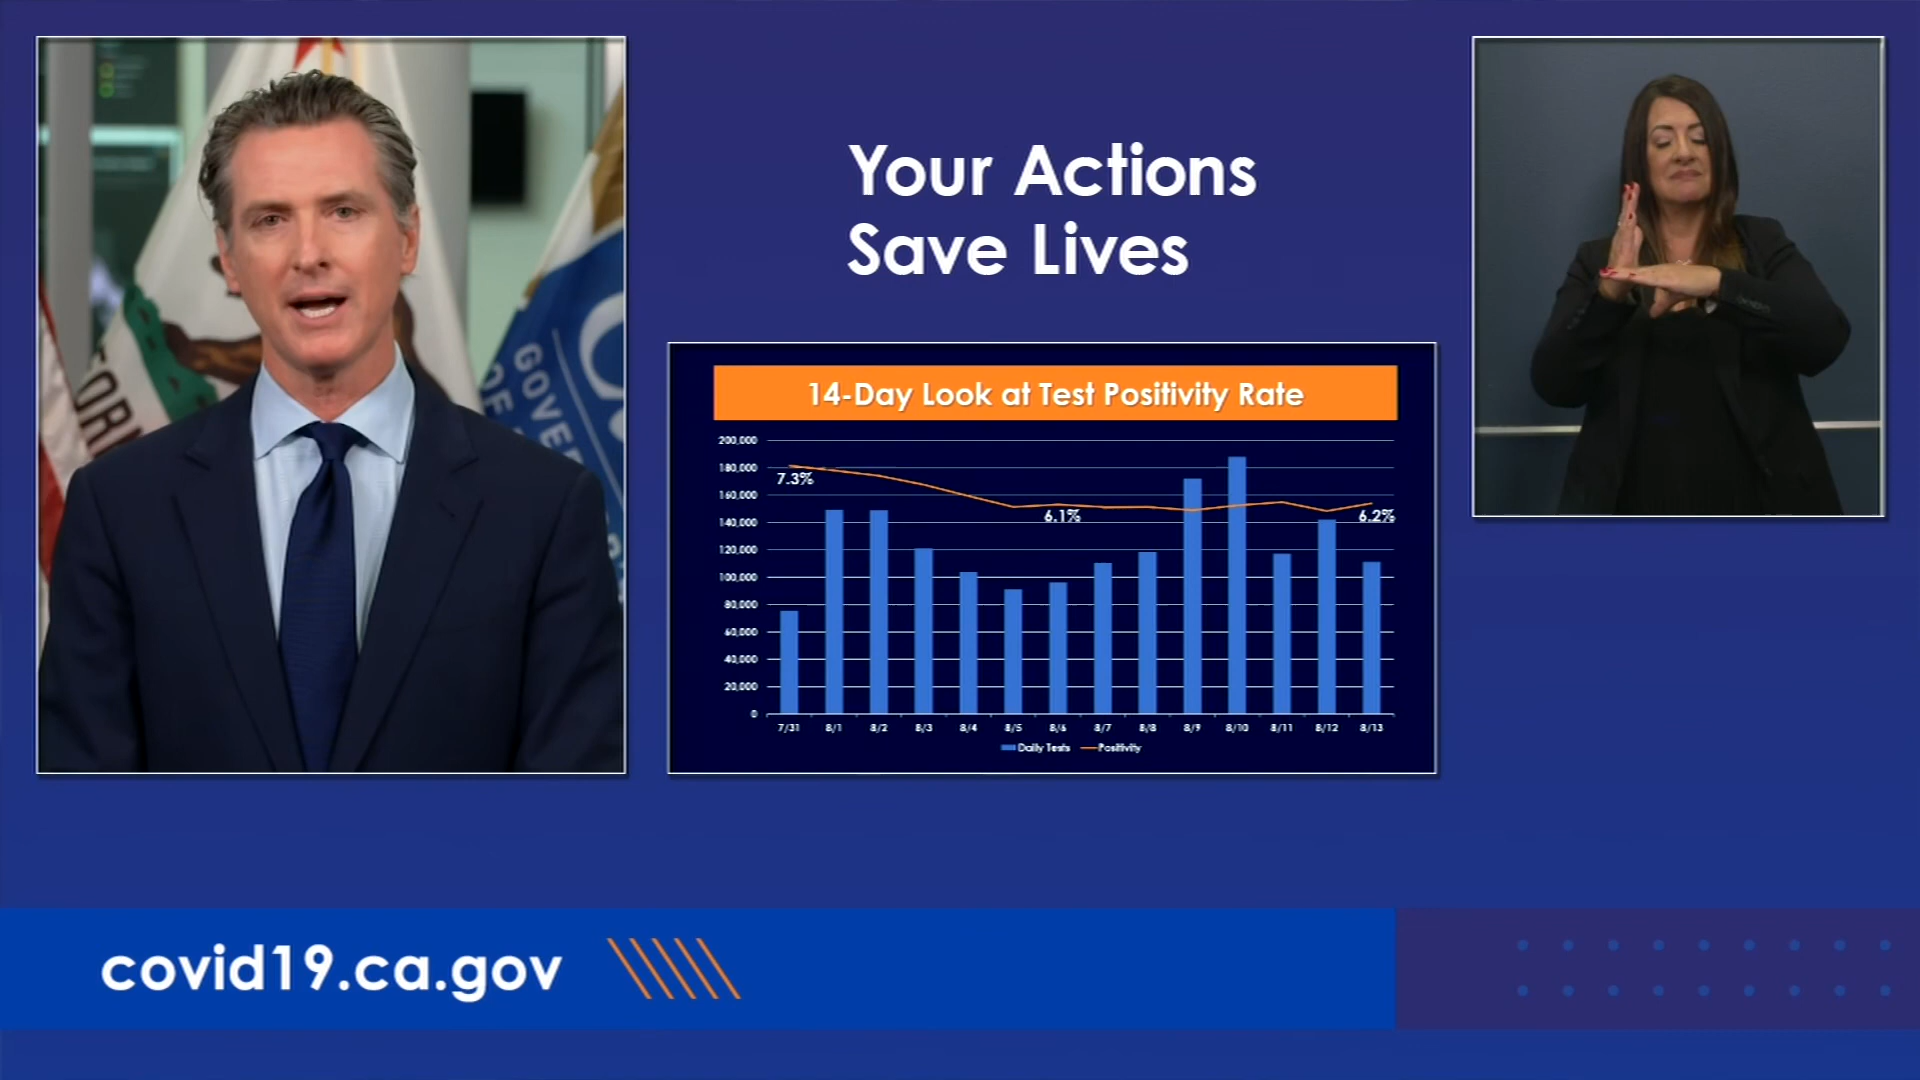 Your Actions
Save Lives
14-Day Look at Test Positivity Rate
200,000
180,000
160,000
140,000
120,000
100,000
80,000
60,000
40,000
20,000
0
7.3%
6.1%
6.2%
7/31 8/1 8/2 8/3 8/4 8/5 8/6 8/7 8/8 8/9 8/10 8/11 8/12 8/13
Daily Tests Positivity
GOVE
OF
covid19.ca.gov